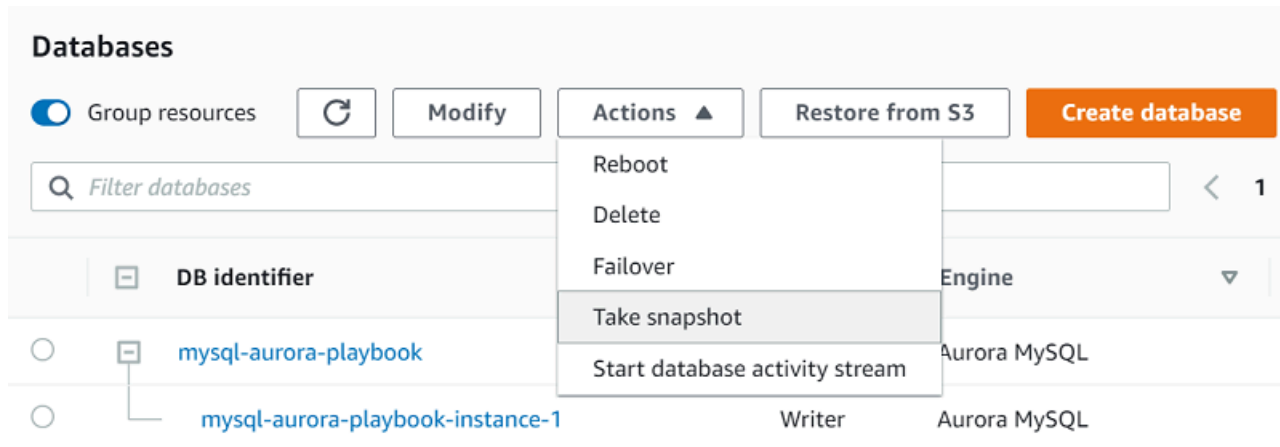 Databases
Group resources Modify Actions Restore from S3 Create database
Reboot
Filter databases 1
Delete
Failover
DB identifier Engine
Take snapshot
mysql-aurora-playbook Aurora MySQL
Start database activity stream
mysql-aurora-playbook-instance-1 Writer Aurora MySQL